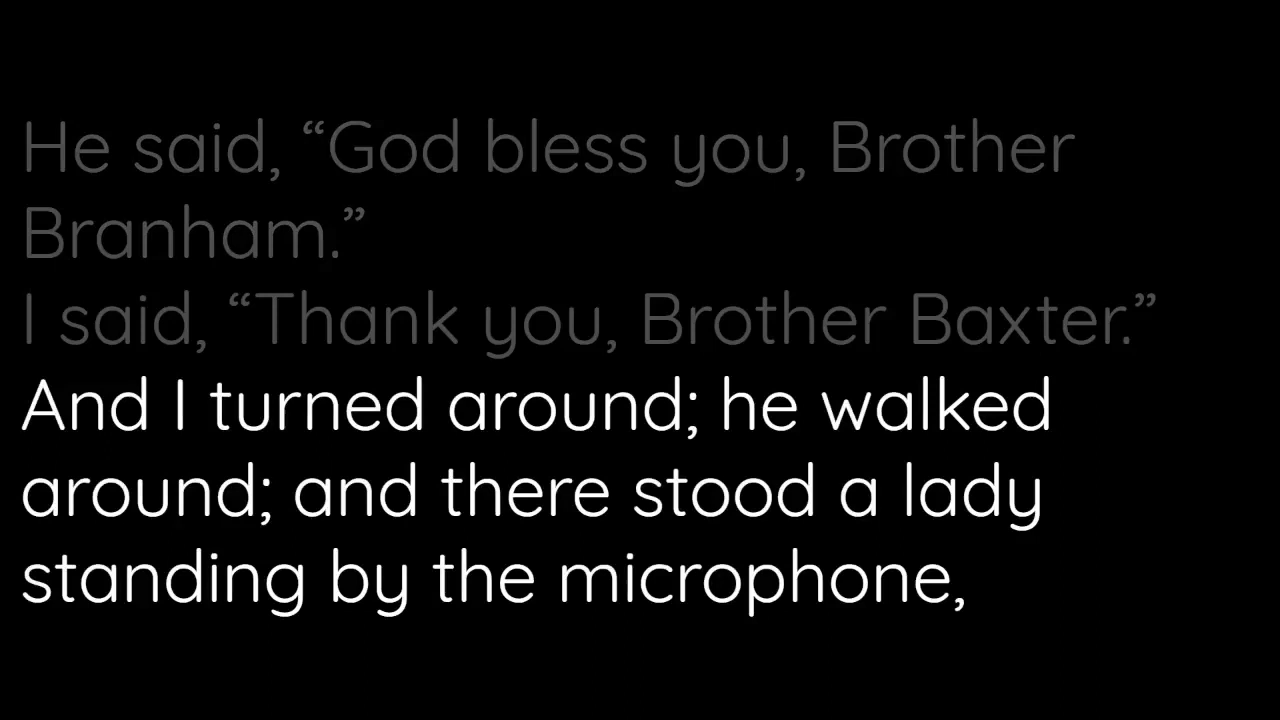 He said, “God bless you, Brother
Branham.”
I said, “Thank you, Brother Baxter.”
And I turned around; he walked
around; and there stood a lady
standing by the microphone,